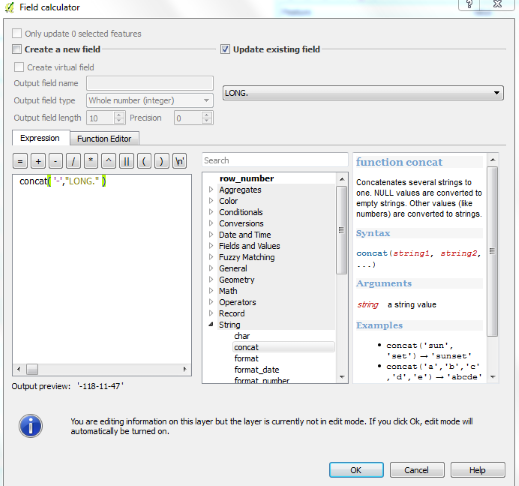 Field calculator
Only update 0 selected features
Create a new field
Update existing field
Create virtual field
Output field name
Output field type Whole number (integer)
Output field length 10 Precision 0
LONG.
Expression Function Editor
= + - / * ^ || ( ) '\n'
concat( '-',"LONG." )
Output preview: '-118-11-47'
Search
row_number
Aggregates
Color
Conditionals
Conversions
Date and Time
Fields and Values
Fuzzy Matching
General
Geometry
Math
Operators
Record
String
char
concat
format
format_date
format_number
function concat
Concatenates several strings to
one. NULL values are converted to
empty strings. Other values (like
numbers) are converted to strings.
Syntax
concat(string1, string2,
...)
Arguments
string a string value
Examples
• concat('sun',
'set') → 'sunset'
• concat('a','b','c'
,'d','e') → 'abcde'
You are editing information on this layer but the layer is currently not in edit mode. If you click Ok, edit mode will
automatically be turned on.
OK Cancel Help